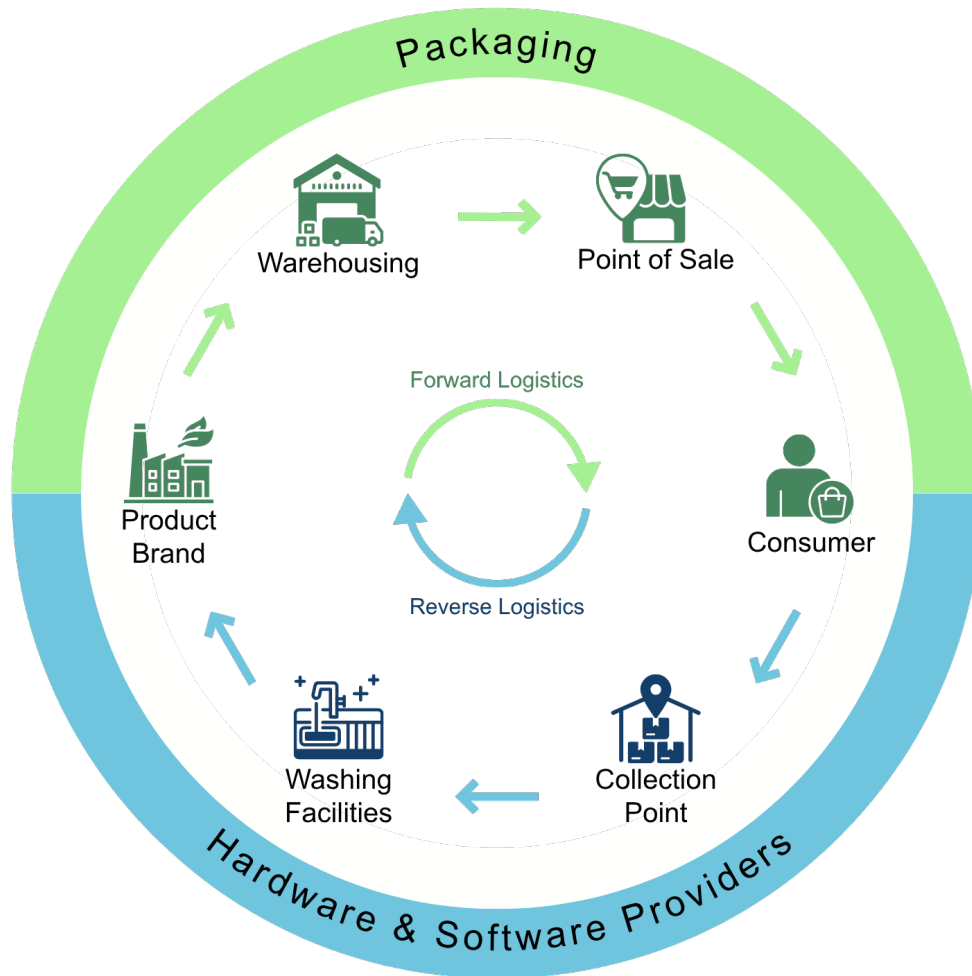 Packaging
Warehousing
Point of Sale
Forward Logistics
Product
Brand
Consumer
Reverse Logistics
Washing
Facilities
Collection
Point
Hardware & Software Providers